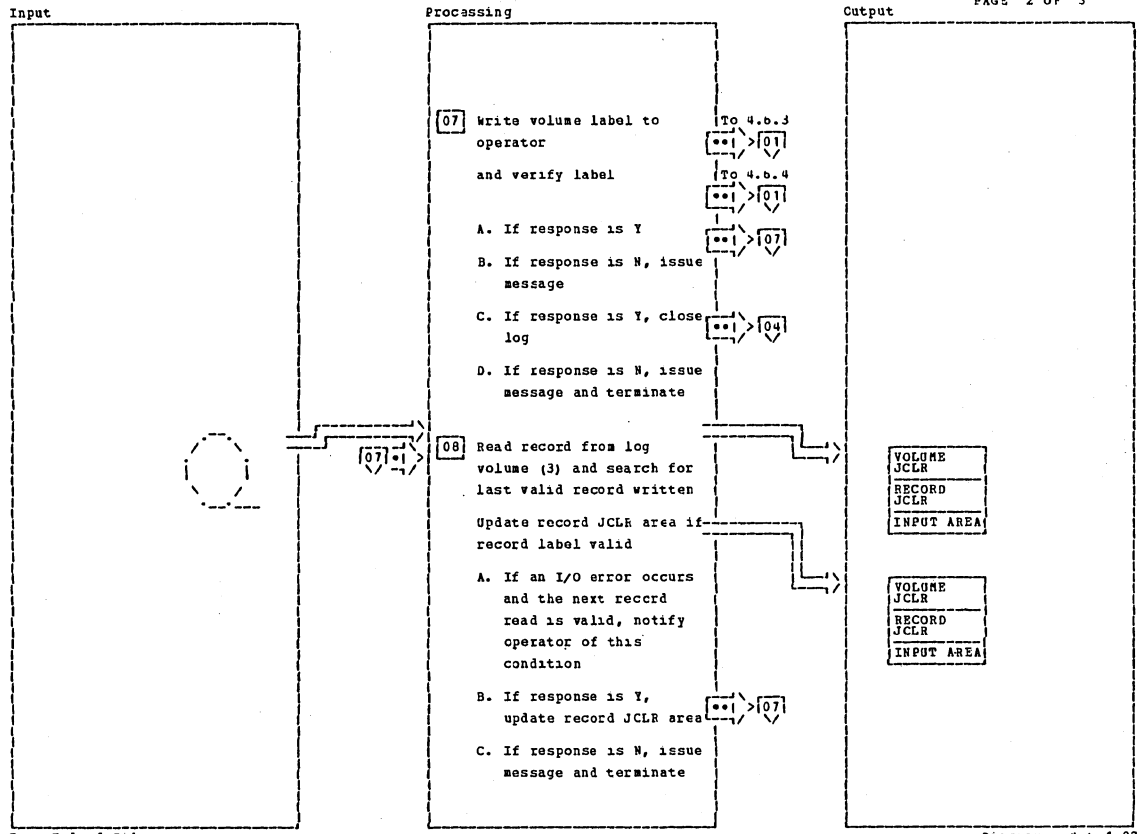 PAGE 2 OF 3
Input
Processing
Cutput
07 Write volume label to
operator
To 4.b.3
•• 01
and verify label
To 4.b.4
•• 01
A. If response is Y
•• 07
B. If response is N, issue
message
C. If response is Y, close
log
•• 04
D. If response is N, issue
message and terminate
07 •
08 Read record from log
volume (3) and search for
last valid record written
Update record JCLR area if
record label valid
A. If an I/O error occurs
and the next record
read is valid, notify
operator of this
condition
B. If response is Y,
update record JCLR area
•• 07
C. If response is N, issue
message and terminate
VOLUME
JCLR
RECORD
JCLR
INPUT AREA
VOLUME
JCLR
RECORD
JCLR
INPUT AREA